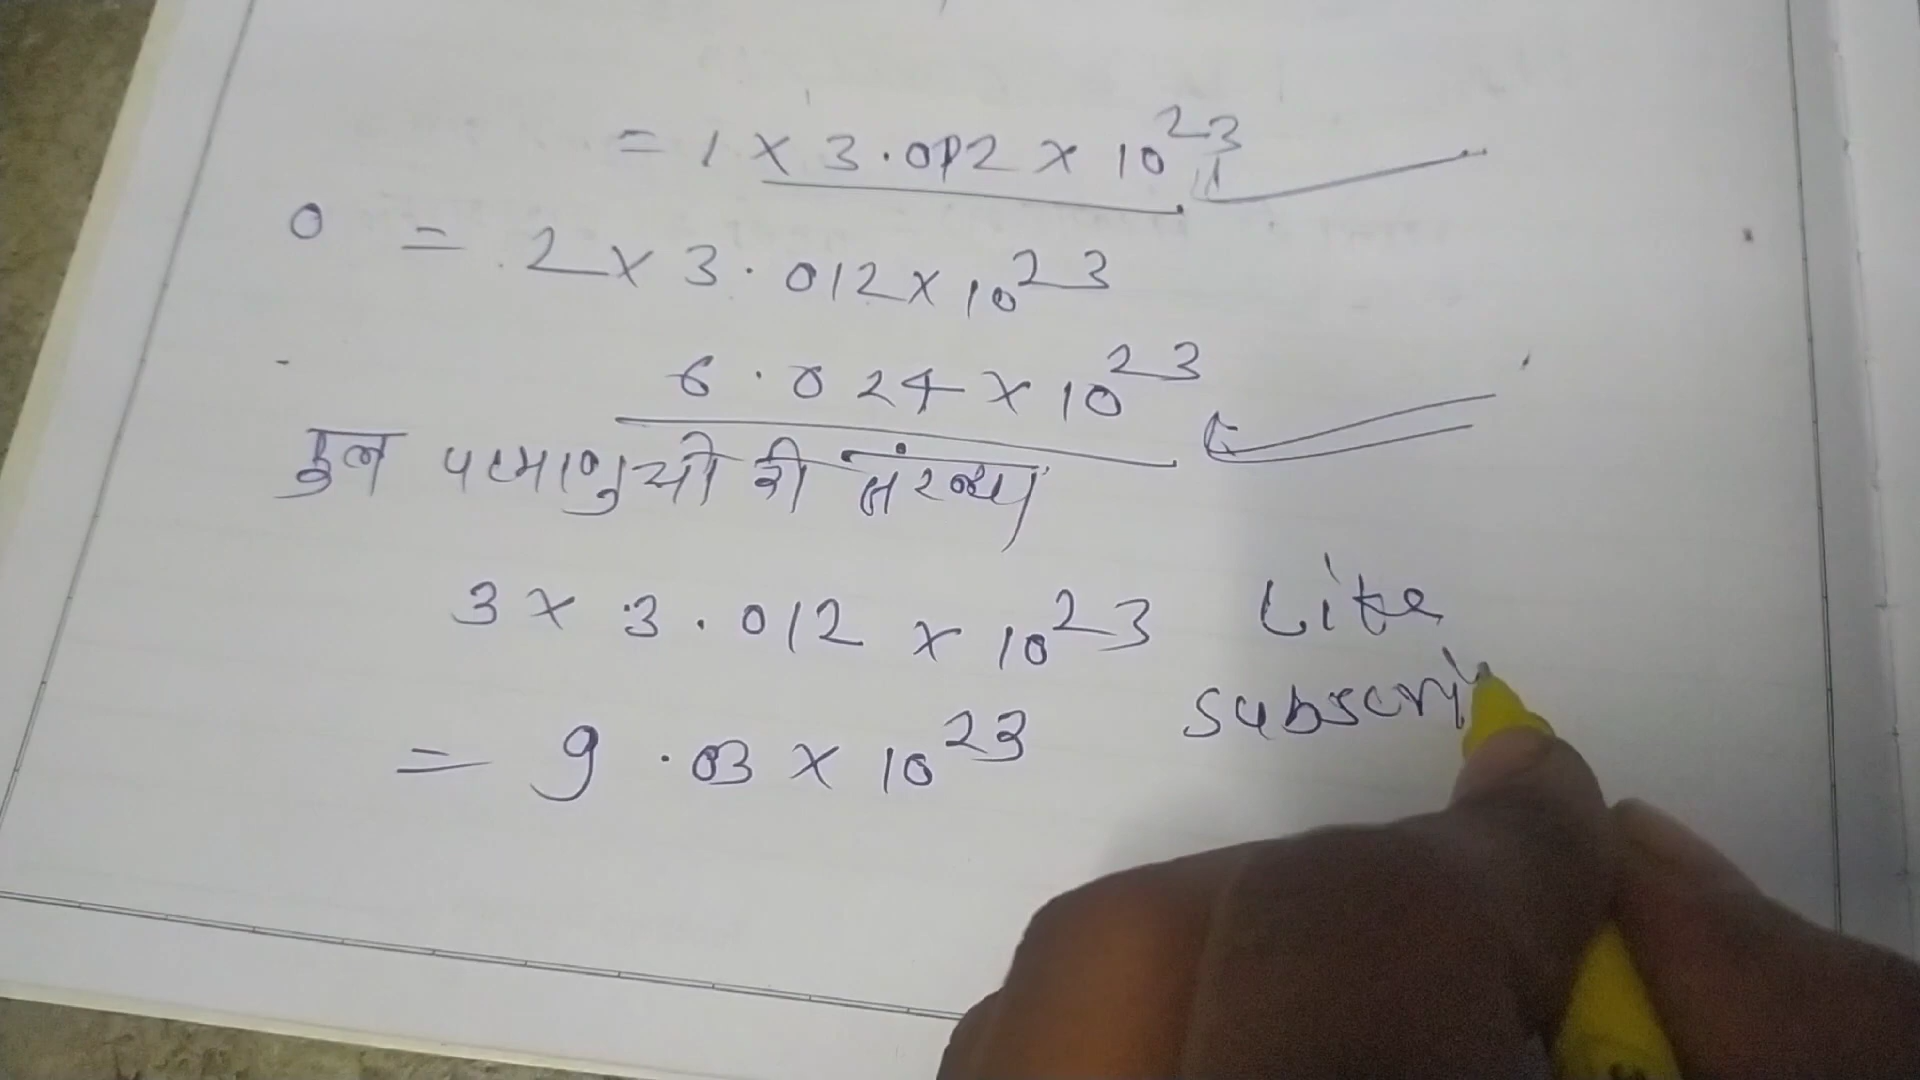 = 1 × 3.012 × 10²³
O = 2 × 3.012 × 10²³
6.024 × 10²³
कुल परमाणुयो की संख्या
3 × 3.012 × 10²³ Like
Subscri
= 9.03 × 10²³